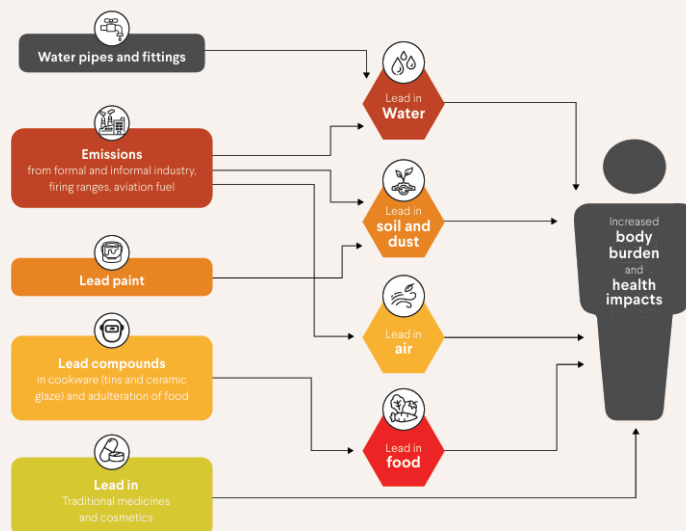 Water pipes and fittings
Emissions
from formal and informal industry,
firing ranges, aviation fuel
Lead paint
Lead compounds
in cookware (tins and ceramic
glaze) and adulteration of food
Lead in
Traditional medicines
and cosmetics
Lead in
Water
Lead in
soil and
dust
Lead in
air
Lead in
food
Increased
body
burden
and
health
impacts